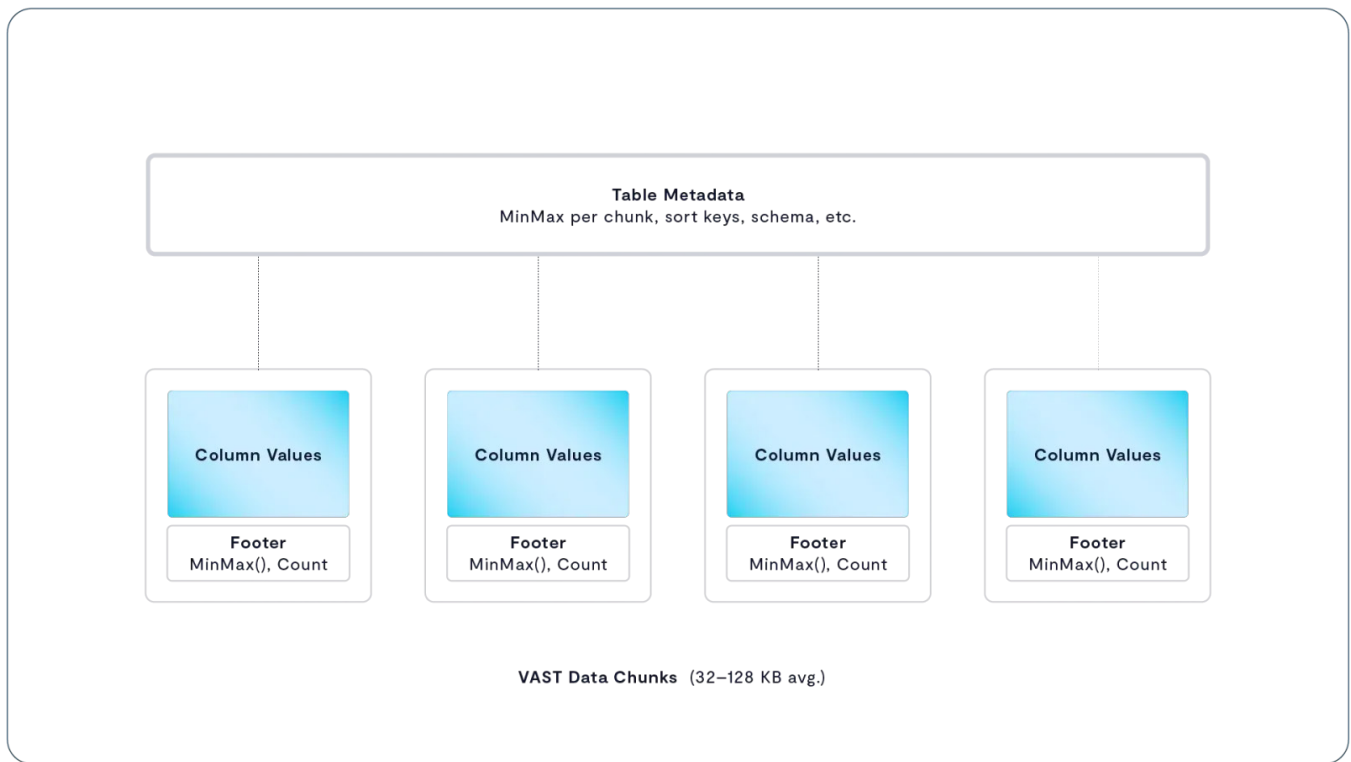 Table Metadata
MinMax per chunk, sort keys, schema, etc.
Column Values
Footer
MinMax(), Count
Column Values
Footer
MinMax(), Count
Column Values
Footer
MinMax(), Count
Column Values
Footer
MinMax(), Count
VAST Data Chunks (32–128 KB avg.)